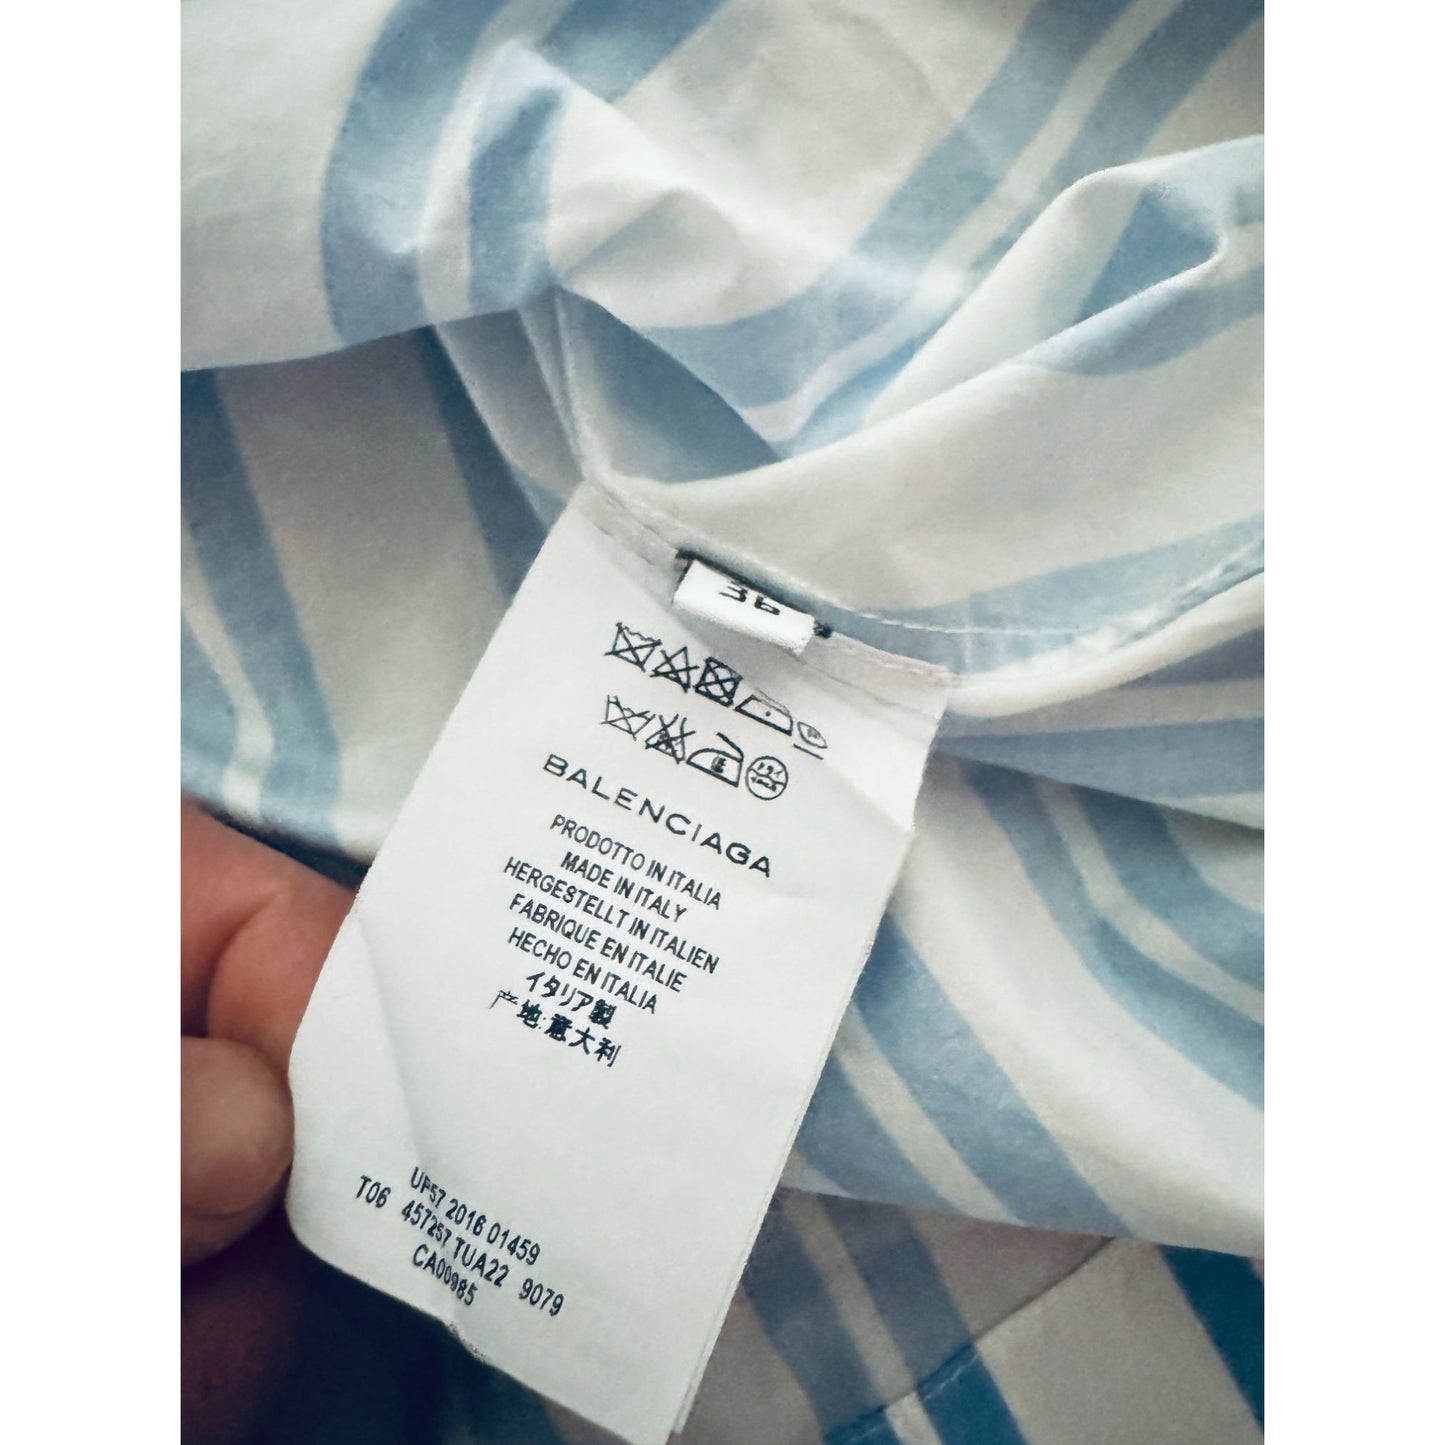 36
BALENCIAGA
PRODOTTO IN ITALIA
MADE IN ITALY
HERGESTELLT IN ITALIEN
FABRIQUE EN ITALIE
HECHO EN ITALIA
イタリア製
产地:意大利
UP57 2016 01459
T06 457257 TUA22 9079
CA00985